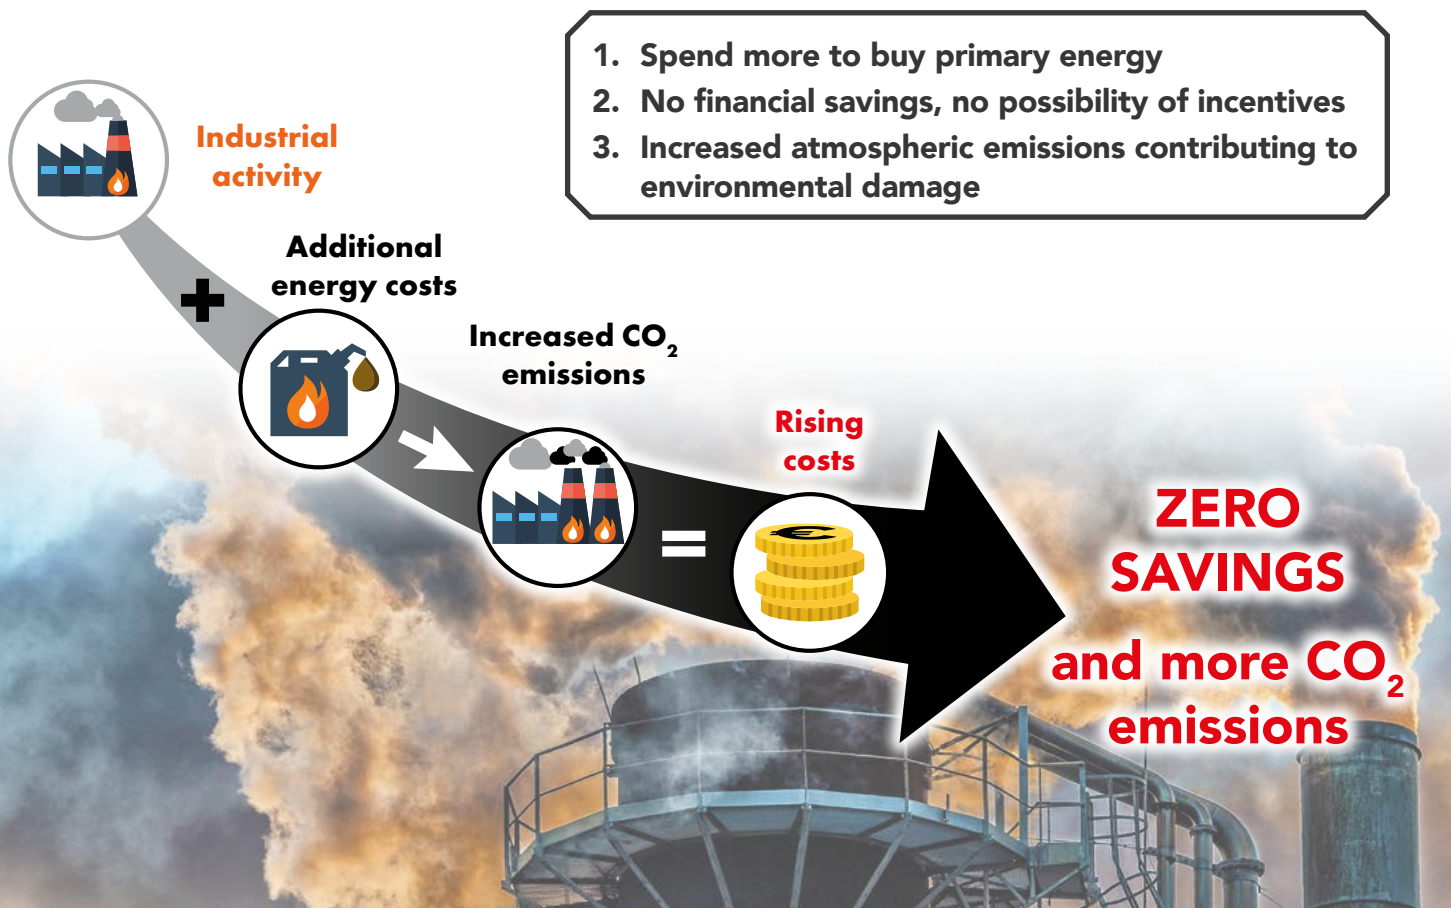 1. Spend more to buy primary energy
2. No financial savings, no possibility of incentives
3. Increased atmospheric emissions contributing to
environmental damage
Industrial
activity
+
Additional
energy costs
Increased CO₂
emissions
=
Rising
costs
€
ZERO
SAVINGS
and more CO₂
emissions